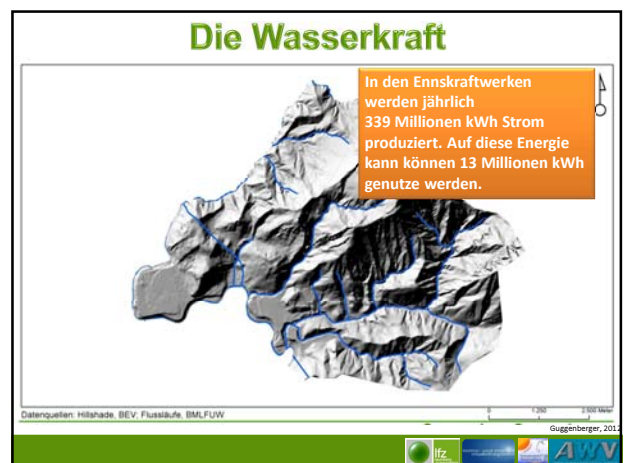 Die Wasserkraft
In den Ennskraftwerken
werden jährlich
339 Millionen kWh Strom
produziert. Auf diese Energie
kann können 13 Millionen kWh
genutze werden.
Datenquellen: Hillshade, BEV; Flussläufe, BMLFUW
0 1.250 2.500 Meter
Guggenberger, 2012
lfz
AWV